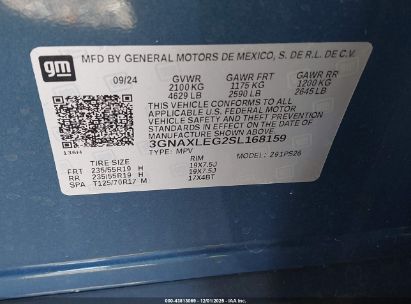 gm
MFD BY GENERAL MOTORS DE MEXICO, S. DE R.L. DE C.V.
09/24 GVWR GAWR FRT GAWR RR
2100 KG 1175 KG 1200 KG
4629 LB 2590 LB 2645 LB
THIS VEHICLE CONFORMS TO ALL
APPLICABLE U.S. FEDERAL MOTOR
VEHICLE SAFETY AND THEFT PREVENTION
STANDARDS IN EFFECT ON THE DATE OF
MANUFACTURE SHOWN ABOVE.
3GNAXLEG2SL168159
TYPE: MPV MODEL:
TIRE SIZE RIM
FRT 235/55R19 H 19X7.5J
RR 235/55R19 H 19X7.5J
SPA T125/70R17 M 17X4BT